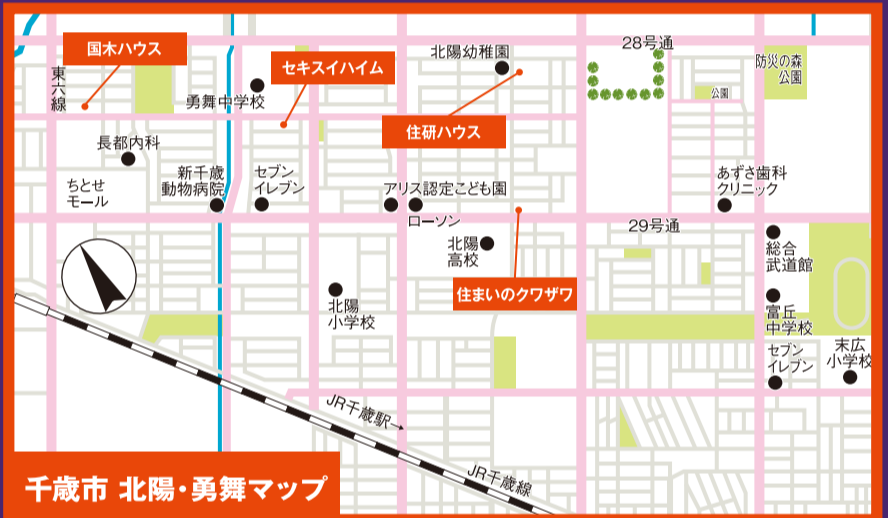 国木ハウス
東六線
勇舞中学校
セキスイハイム
北陽幼稚園
28号通
防災の森
公園
公園
住研ハウス
長都内科
ちとせ
モール
新千歳
動物病院
セブン
イレブン
アリス認定こども園
ローソン
あずさ歯科
クリニック
29号通
北陽
高校
総合
武道館
住まいのクワザワ
北陽
小学校
富丘
中学校
セブン
イレブン
末広
小学校
JR千歳駅→
JR千歳線
千歳市 北陽・勇舞マップ